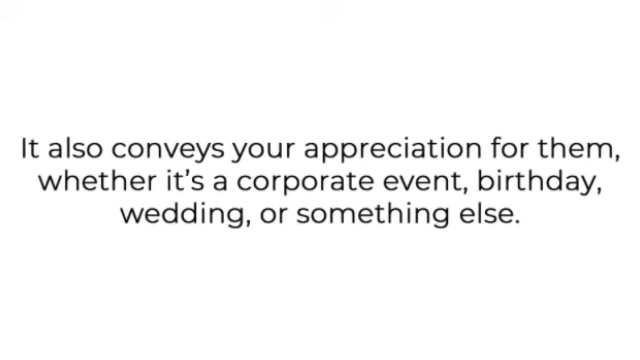 It also conveys your appreciation for them,
whether it’s a corporate event, birthday,
wedding, or something else.